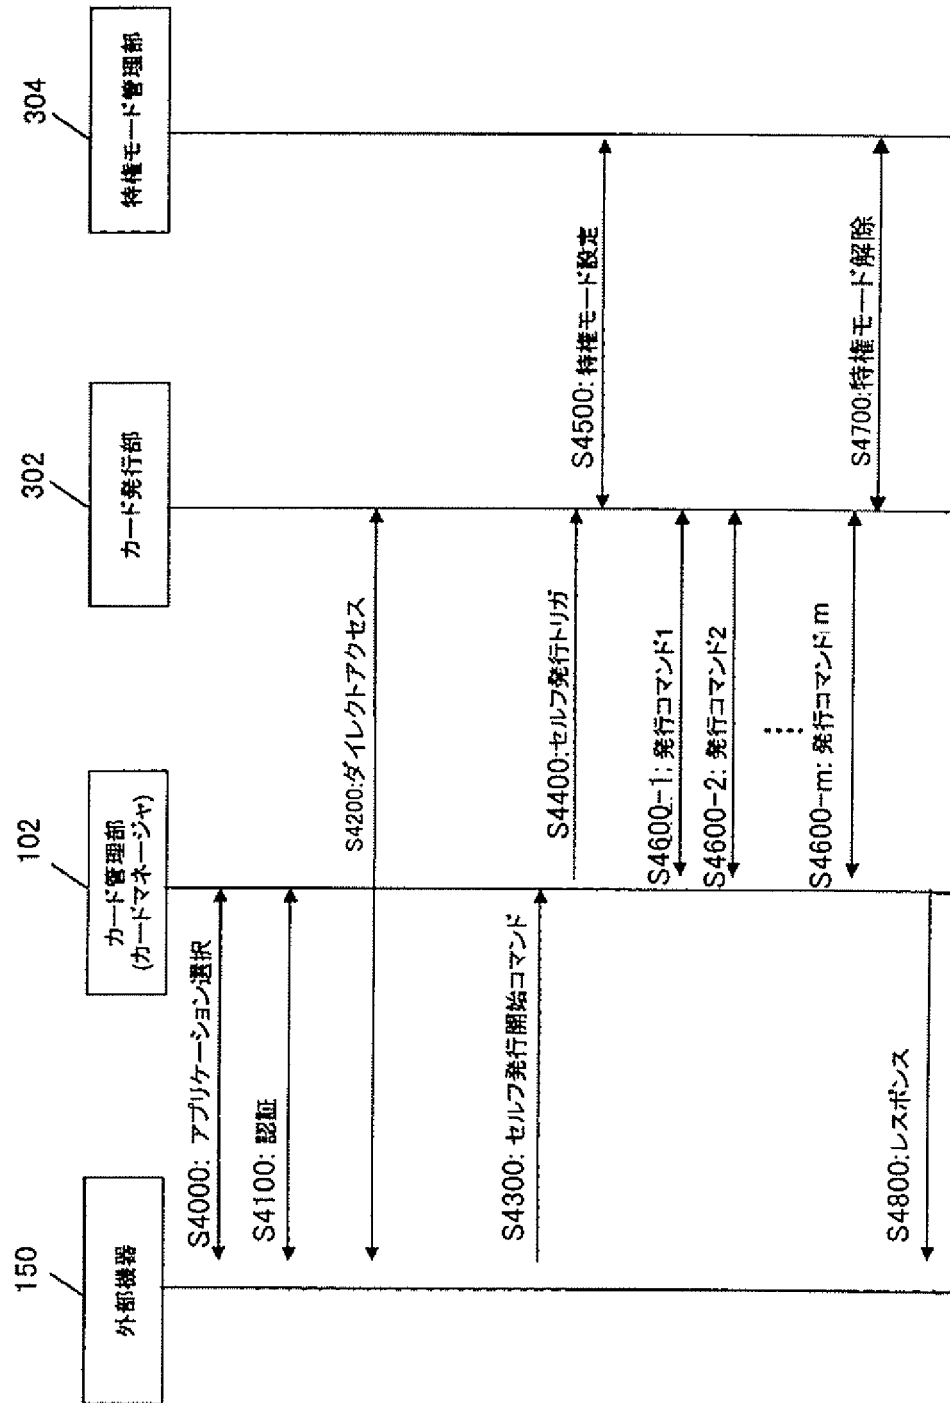 150
外部機器
102
カード管理部
(カードマネージャ)
302
カード発行部
304
特権モード管理部
S4000: アプリケーション選択
S4100: 認証
S4200:ダイレクトアクセス
S4300: セルフ発行開始コマンド
S4400:セルフ発行トリガ
S4500:特権モード設定
S4600-1: 発行コマンド1
S4600-2: 発行コマンド2
S4600-m: 発行コマンドm
S4700:特権モード解除
S4800:レスポンス